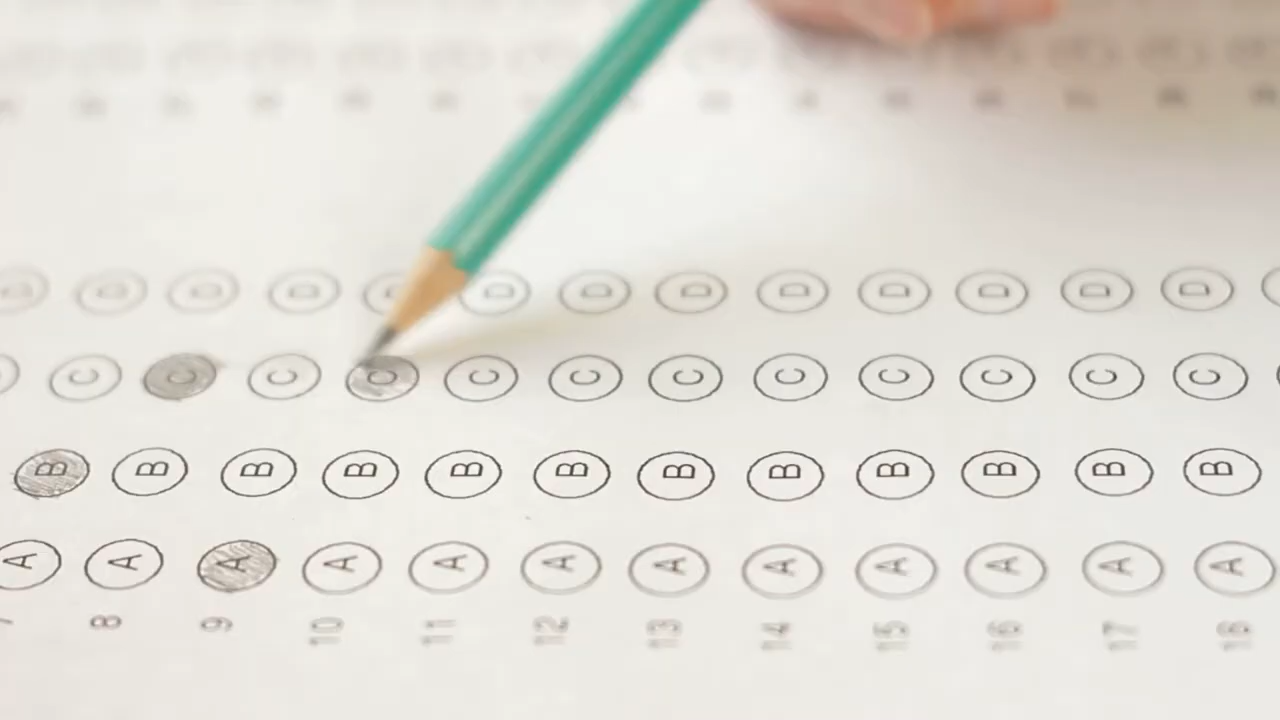 A B C D
8 A B C D
9 A B C D
10 A B C
11 A B C D
12 A B C D
13 A B C D
14 A B C D
15 A B C D
16 A B C D
17 A B C D
18 A B C D